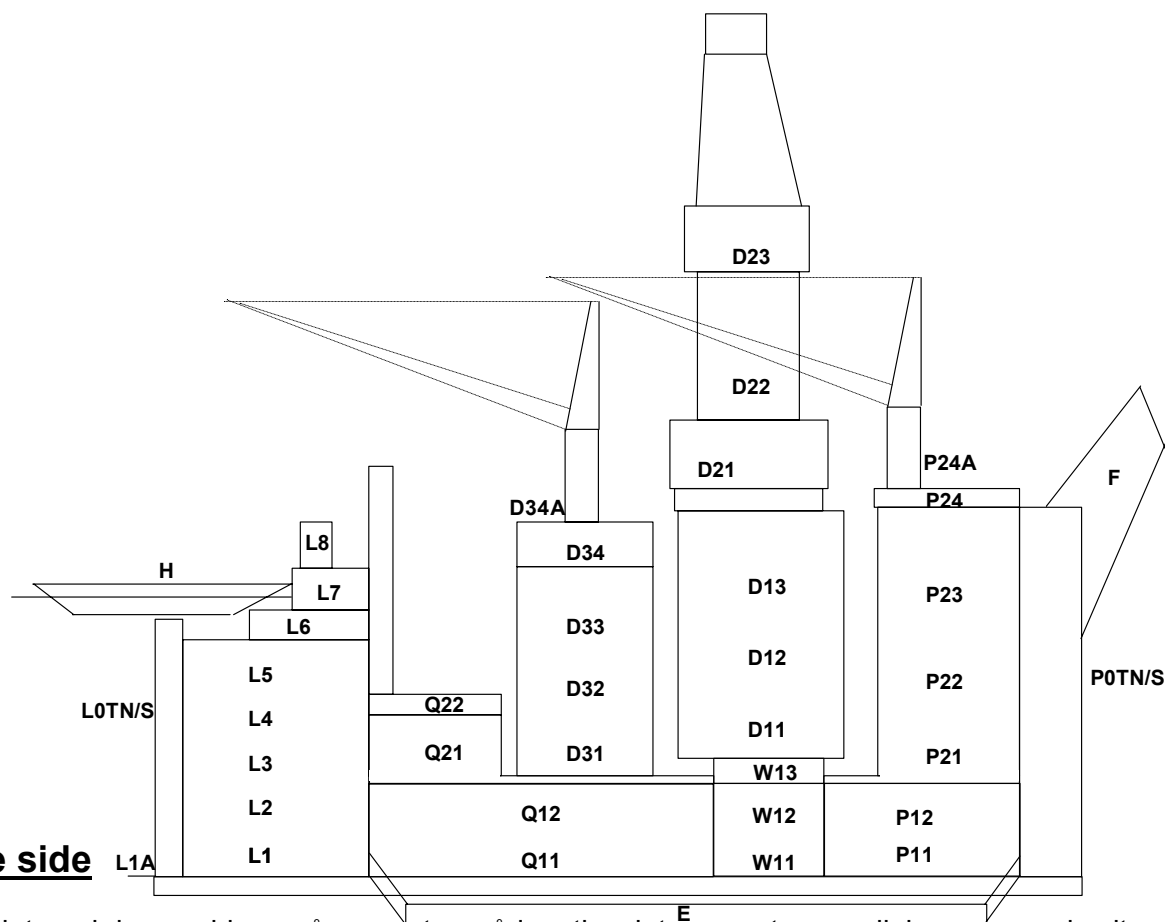 D23
D22
D21
P24A
F
P24
D34A
L8
D34
H
L7
D13
P23
L6
D33
D12
L5
D32
P22
P0TN/S
L0TN/S
Q22
L4
D11
Q21
D31
P21
L3
W13
L2
Q12
W12
P12
e side
L1A
L1
Q11
W11
P11
E